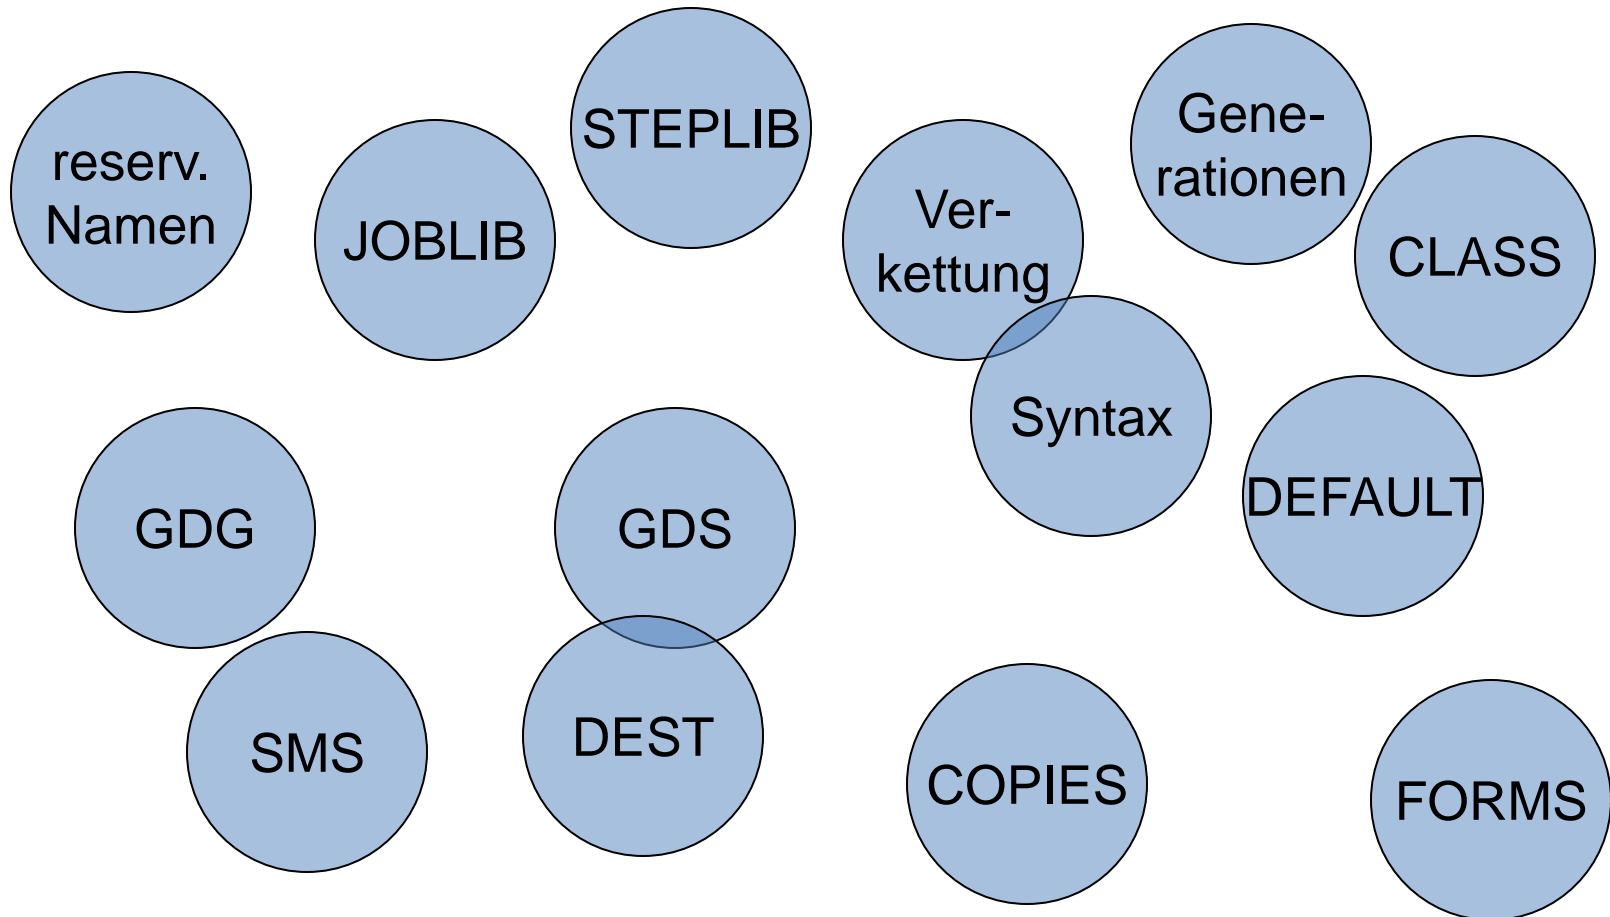 reserv.
Namen
JOBLIB
STEPLIB
Ver-
kettung
Gene-
rationen
CLASS
Syntax
DEFAULT
GDG
GDS
SMS
DEST
COPIES
FORMS